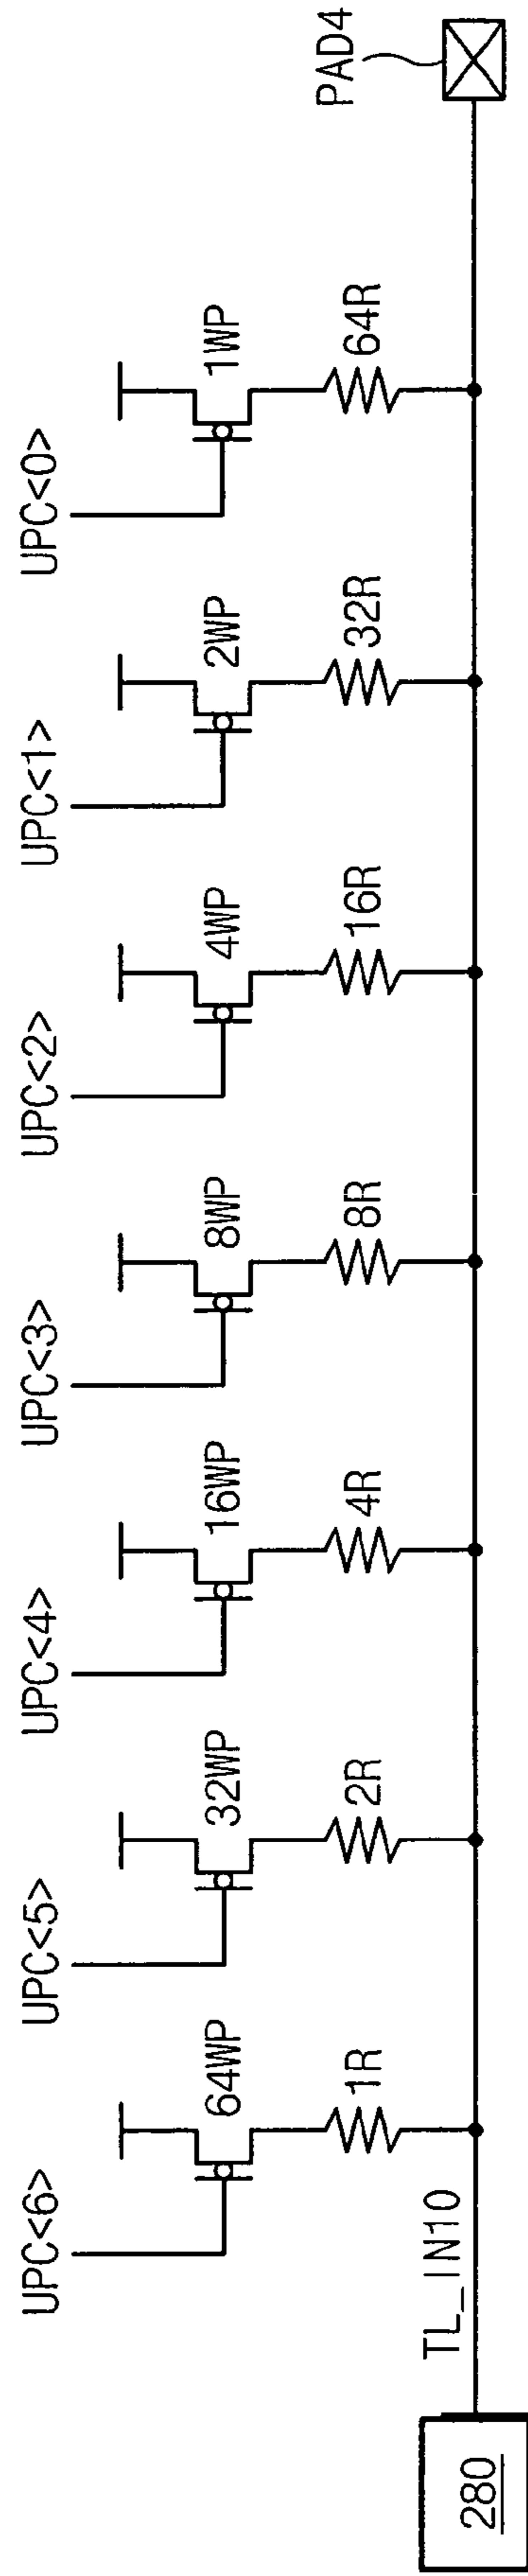 UPC<6> UPC<5> UPC<4> UPC<3> UPC<2> UPC<1> UPC<0>
64WP 32WP 16WP 8WP 4WP 2WP 1WP
1R 2R 4R 8R 16R 32R 64R
PAD4
TL_IN10
280